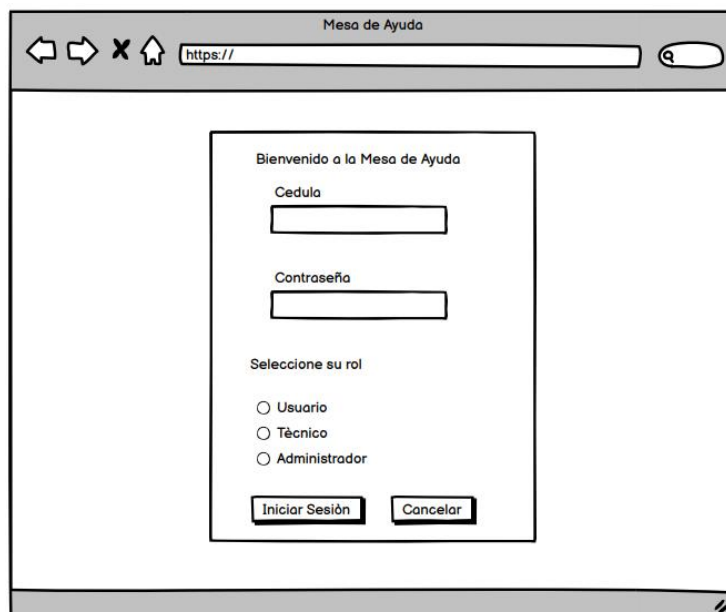 Mesa de Ayuda
https://
Bienvenido a la Mesa de Ayuda
Cedula
Contraseña
Seleccione su rol
Usuario
Tècnico
Administrador
Iniciar Sesiòn Cancelar